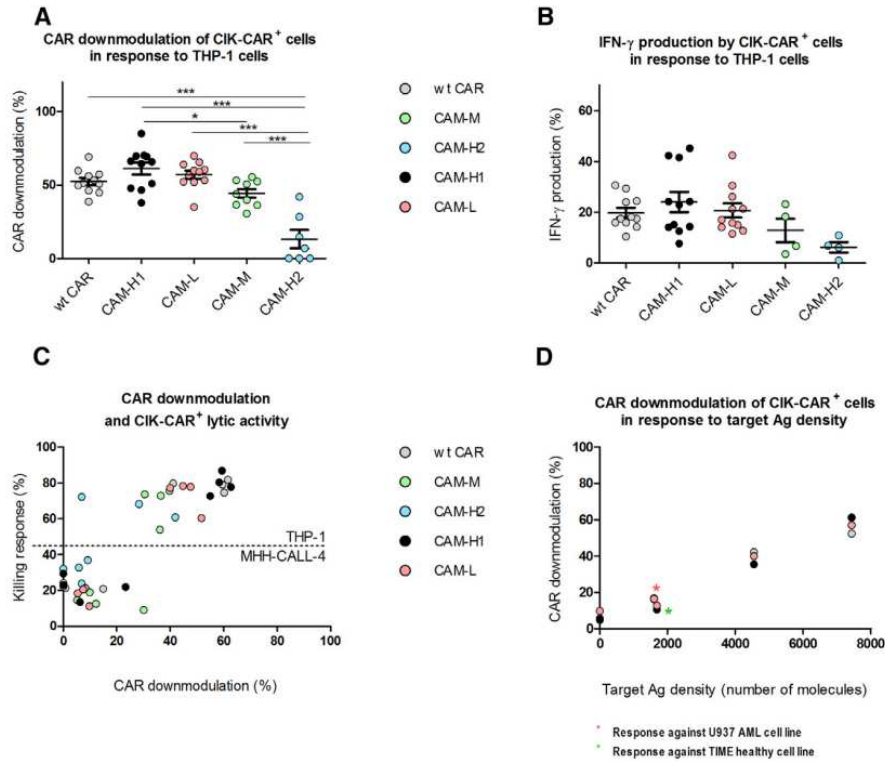 A
CAR downmodulation of CIK-CAR+ cells
in response to THP-1 cells
CAR downmodulation (%)
100
50
0
***
***
*
***
***
wt CAR
CAM-H1
CAM-L
CAM-M
CAM-H2
wt CAR
CAM-M
CAM-H2
CAM-H1
CAM-L
B
IFN-γ production by CIK-CAR+ cells
in response to THP-1 cells
IFN-γ production (%)
60
40
20
0
wt CAR
CAM-H1
CAM-L
CAM-M
CAM-H2
C
CAR downmodulation
and CIK-CAR+ lytic activity
Killing response (%)
100
80
60
40
20
0
THP-1
MHH-CALL-4
0
20
40
60
80
100
CAR downmodulation (%)
wt CAR
CAM-M
CAM-H2
CAM-H1
CAM-L
D
CAR downmodulation of CIK-CAR+ cells
in response to target Ag density
CAR downmodulation (%)
100
80
60
40
20
0
*
*
0
2000
4000
6000
8000
Target Ag density (number of molecules)
* Response against U937 AML cell line
* Response against TIME healthy cell line